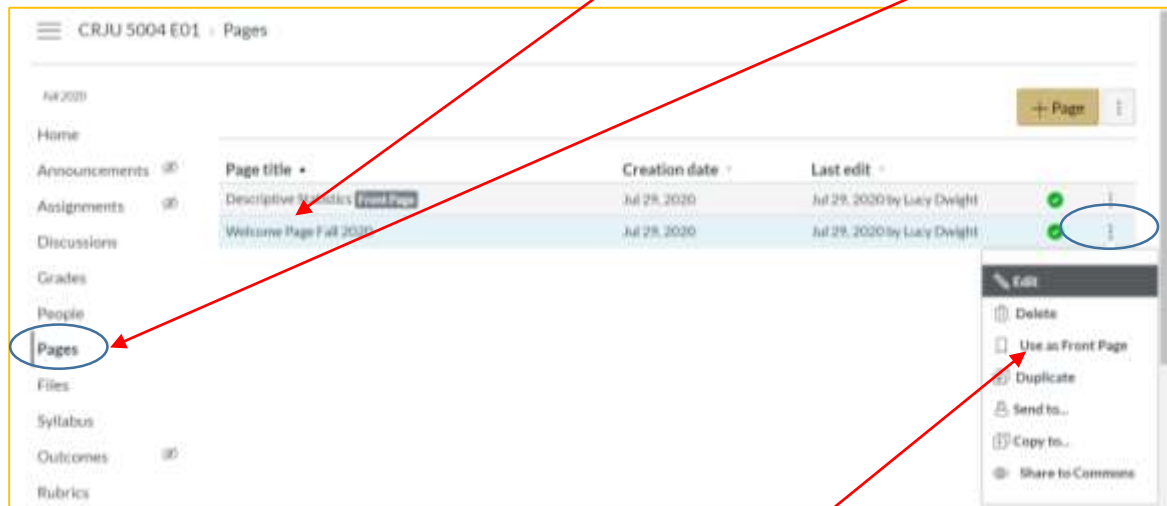 CRJU 5004 E01 › Pages
Fall 2020
+ Page
Home
Announcements
Page title
Creation date
Last edit
Assignments
Descriptive Statistics Front Page
Jul 29, 2020
Jul 29, 2020 by Lucy Dwight
Welcome Page Fall 2020
Jul 29, 2020
Jul 29, 2020 by Lucy Dwight
Discussions
Grades
Edit
People
Delete
Pages
Use as Front Page
Files
Duplicate
Syllabus
Send to...
Outcomes
Copy to...
Rubrics
Share to Commons